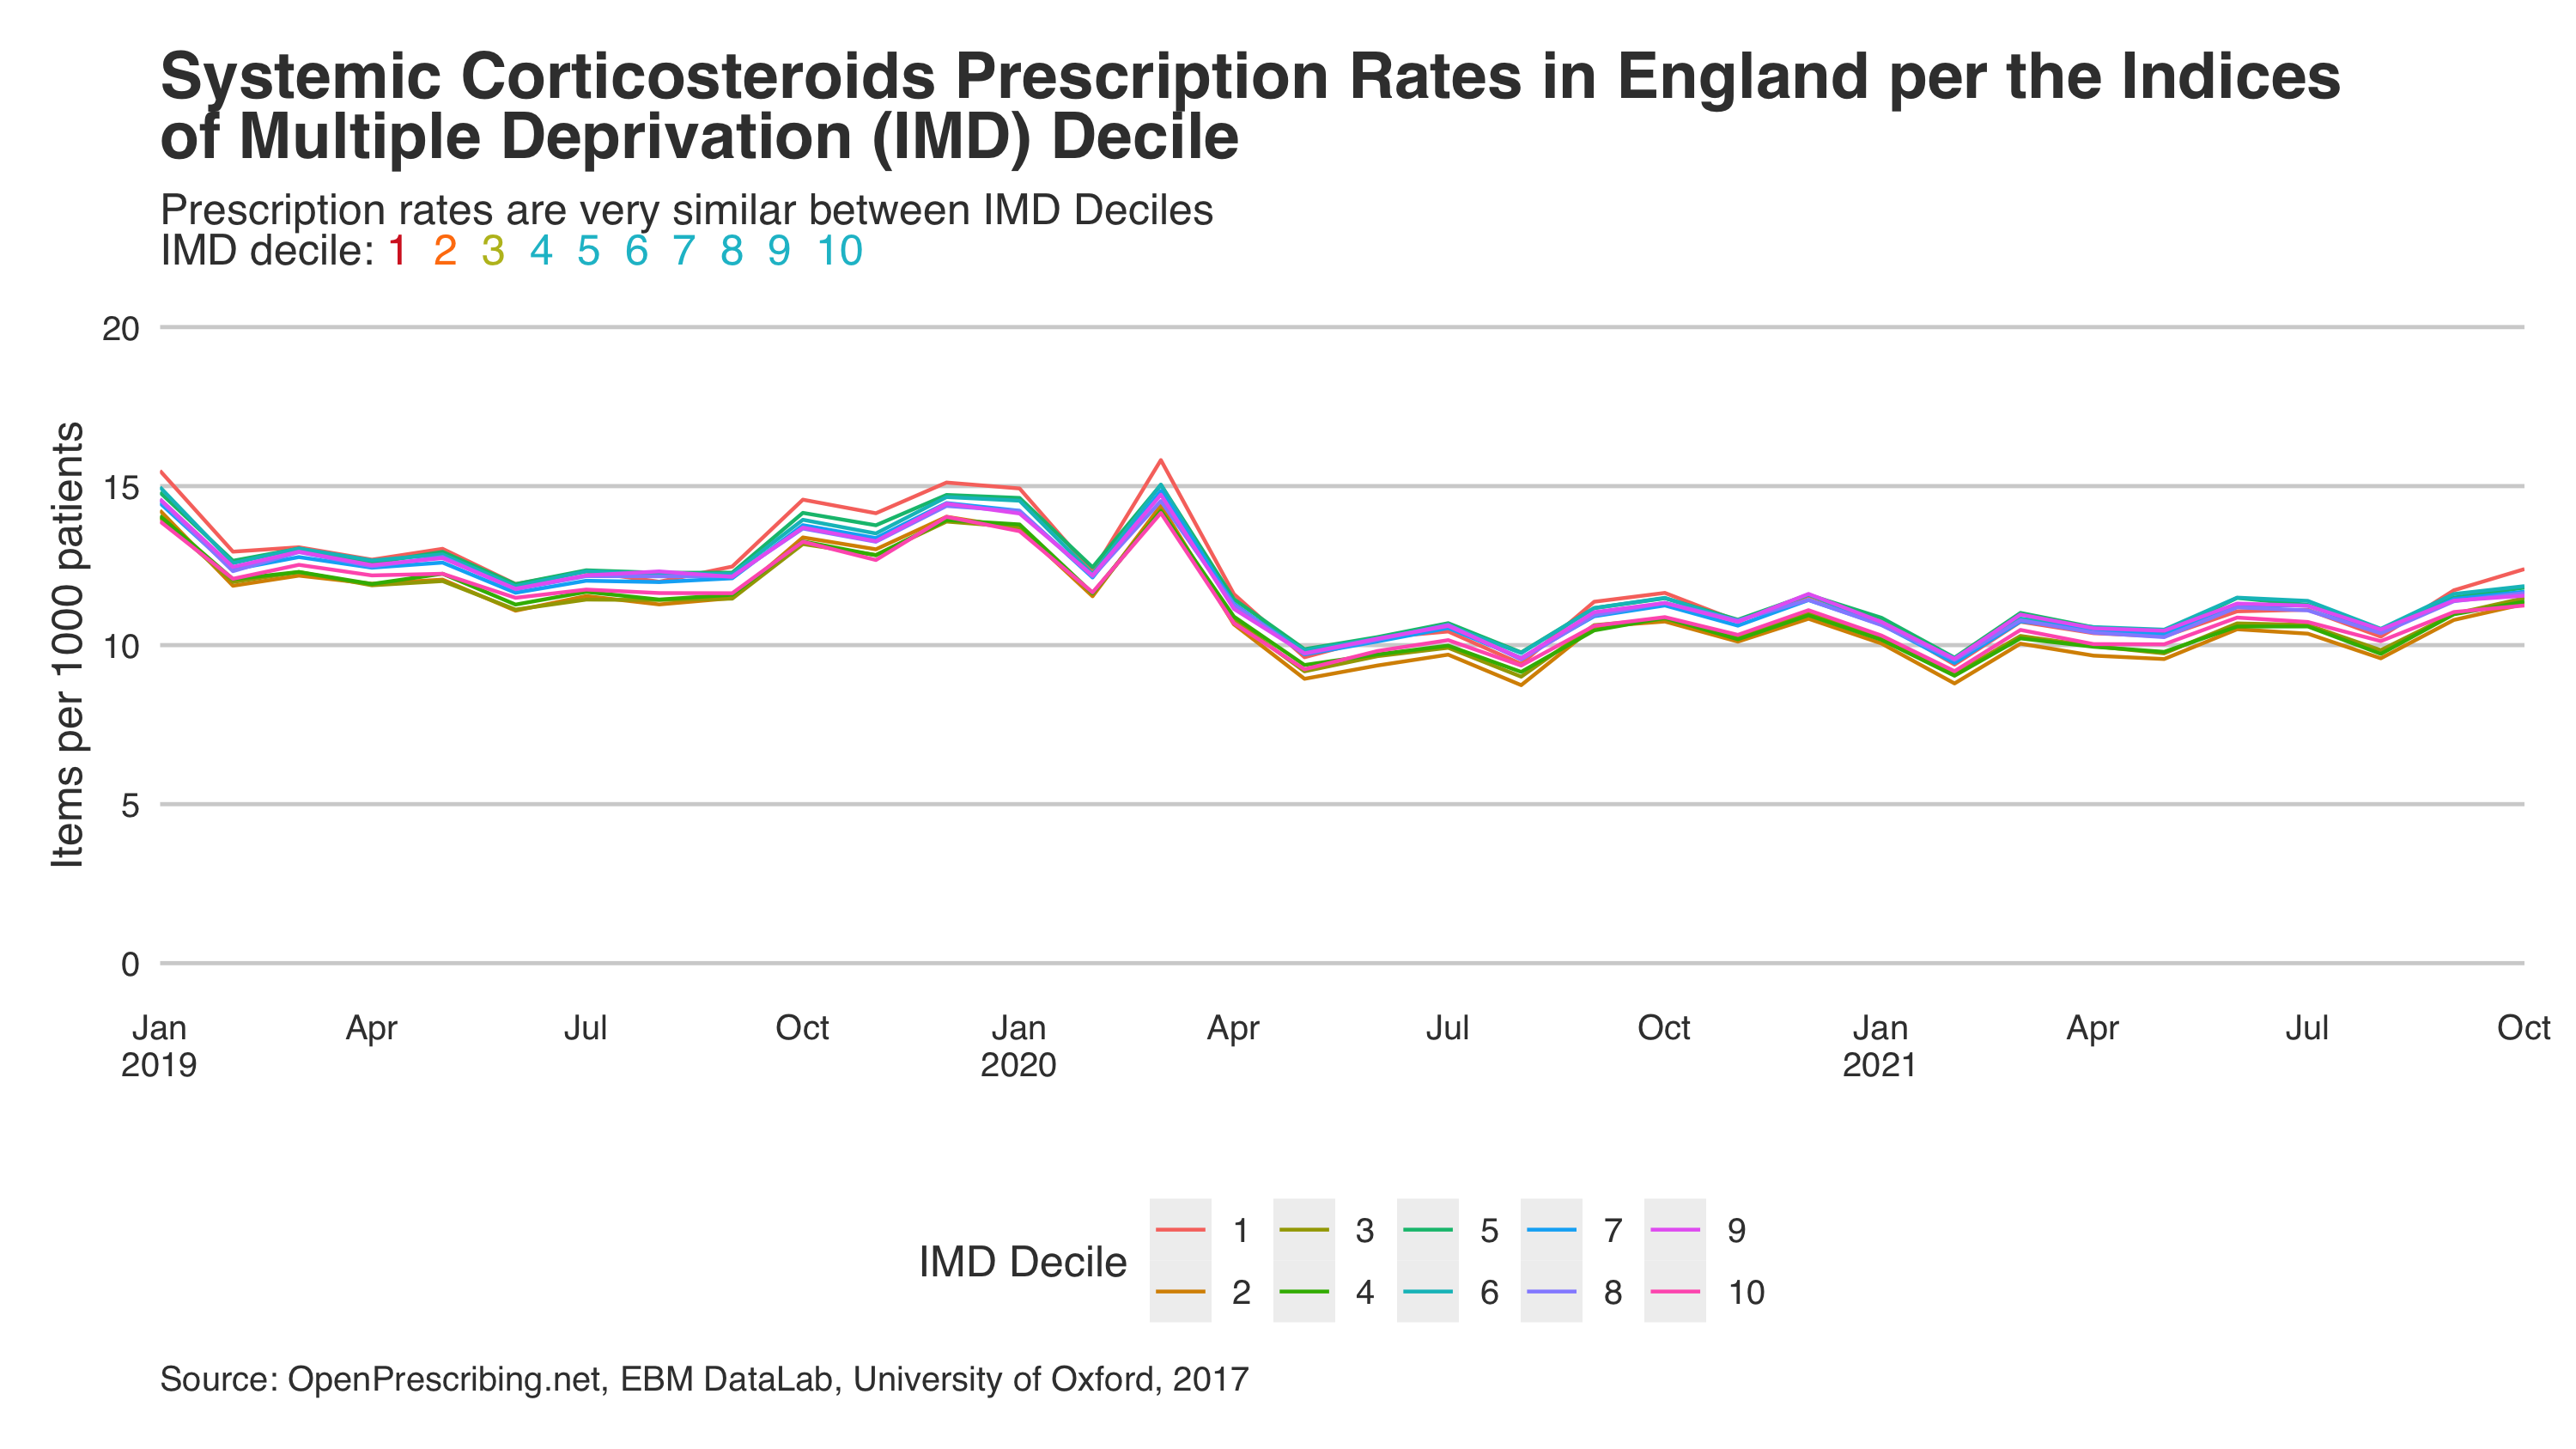 Systemic Corticosteroids Prescription Rates in England per the Indices
of Multiple Deprivation (IMD) Decile
Prescription rates are very similar between IMD Deciles
IMD decile: 1 2 3 4 5 6 7 8 9 10
Items per 1000 patients
20
15
10
5
0
Jan Apr Jul Oct Jan Apr Jul Oct Jan Apr Jul Oct
2019 2020 2021
IMD Decile
1 3 5 7 9
2 4 6 8 10
Source: OpenPrescribing.net, EBM DataLab, University of Oxford, 2017